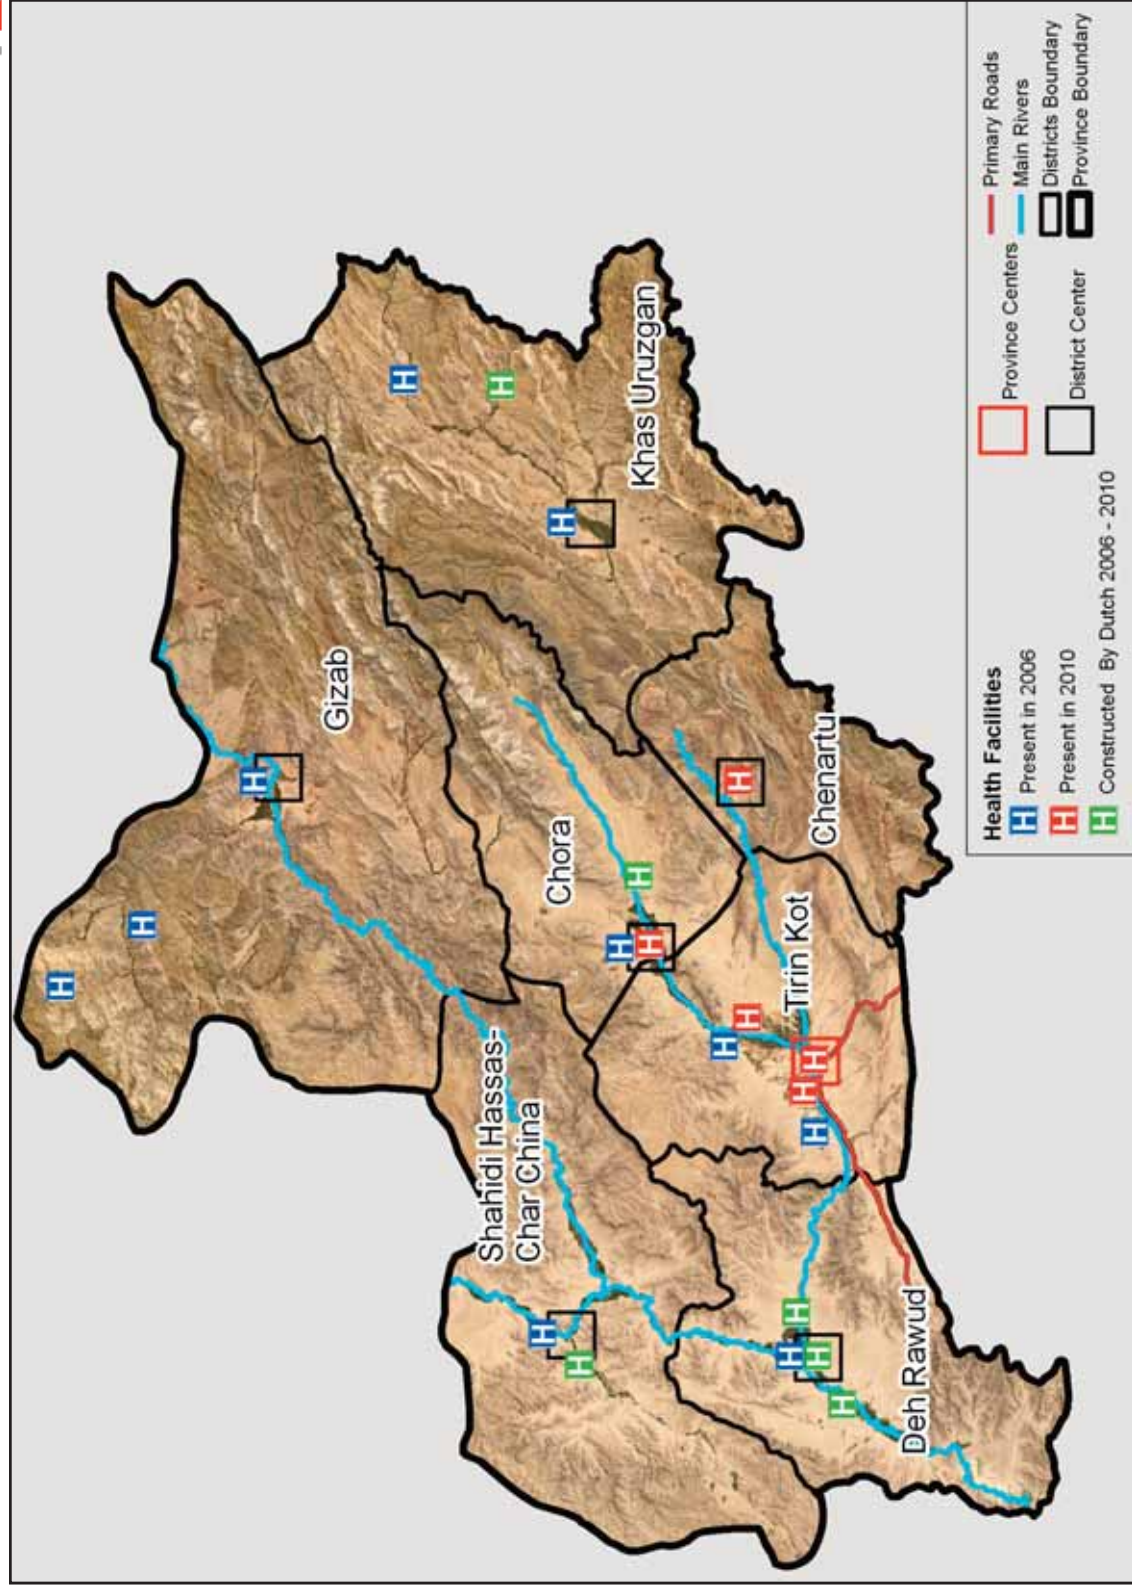 Gizab
Khas Uruzgan
Chora
Shahidi Hassas-
Char China
Chenartu
Tirin Kot
Deh Rawud
Health Facilities
H Present in 2006
H Present in 2010
H Constructed By Dutch 2006 - 2010
Province Centers
District Center
Primary Roads
Main Rivers
Districts Boundary
Province Boundary